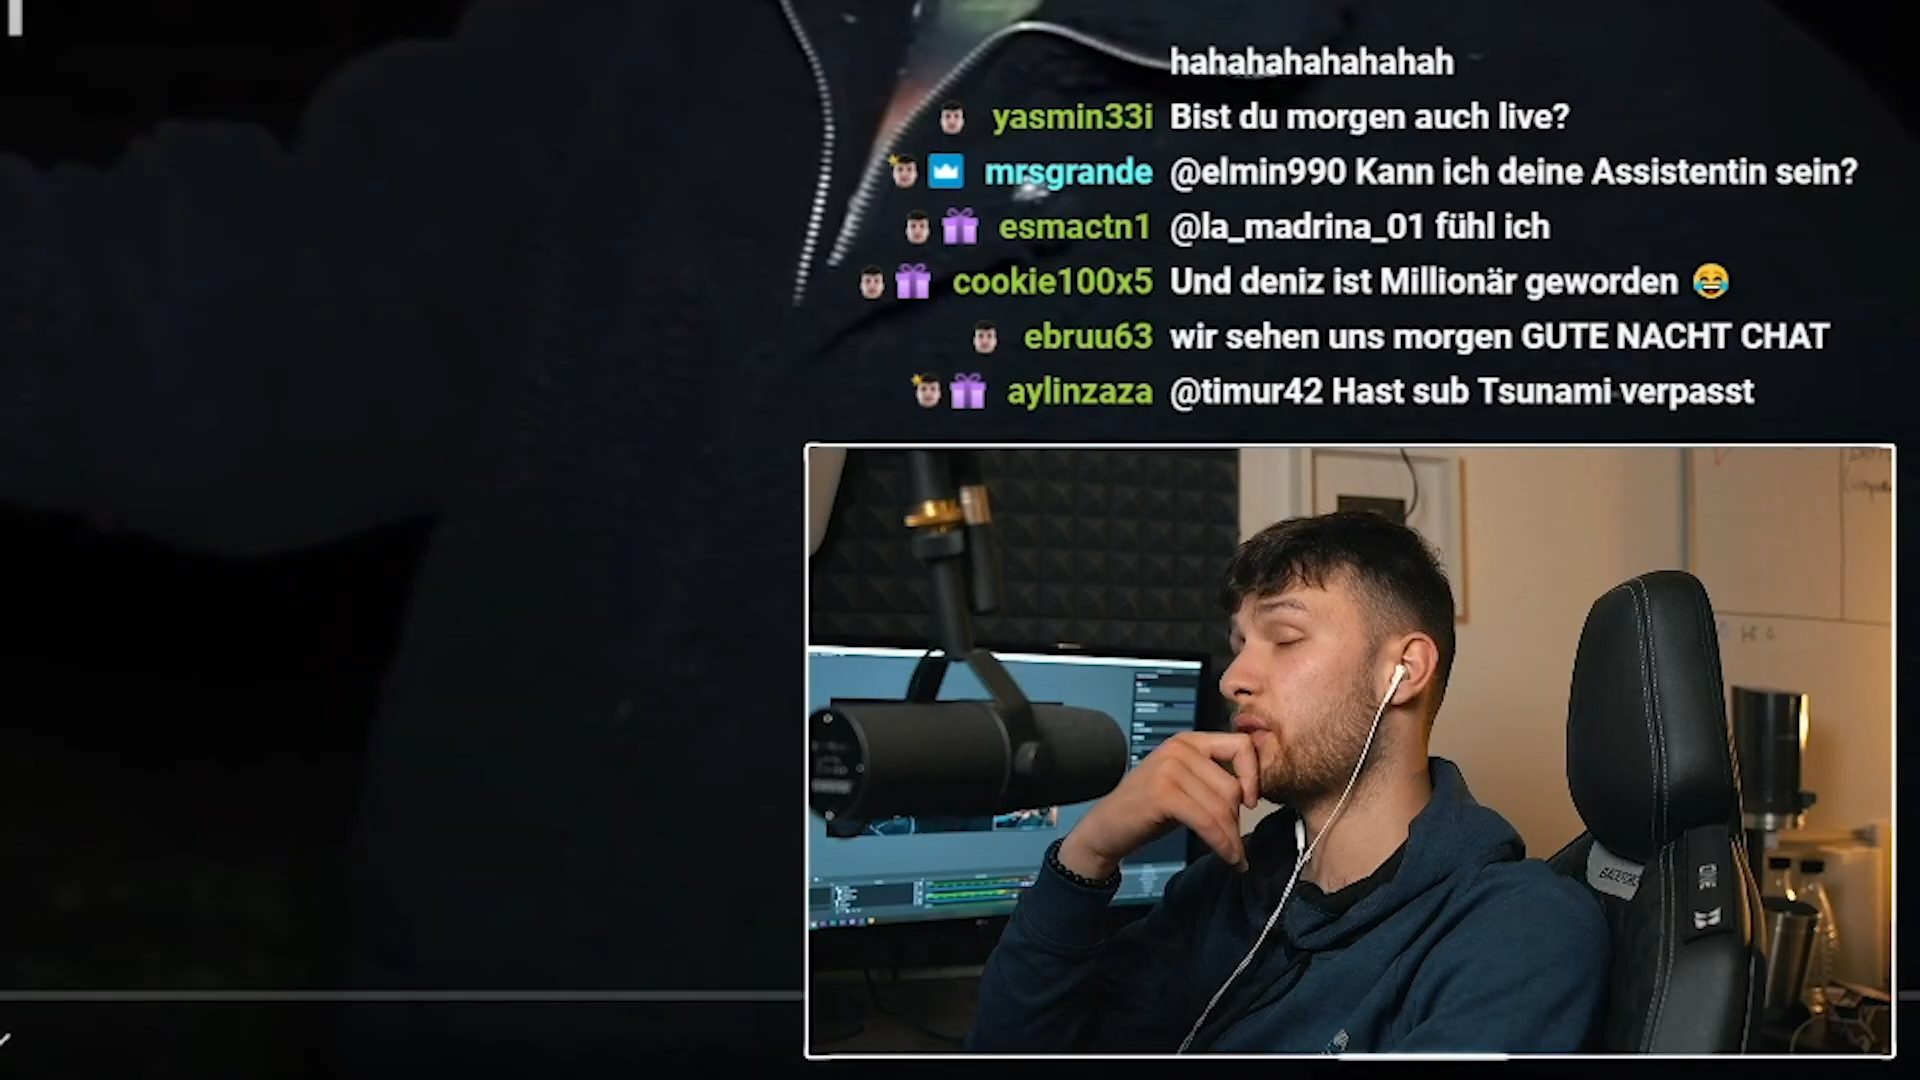 hahahahahahahah
yasmin33i Bist du morgen auch live?
mrsgrande @elmin990 Kann ich deine Assistentin sein?
esmactn1 @la_madrina_01 fühl ich
cookie100x5 Und deniz ist Millionär geworden 😂
ebruu63 wir sehen uns morgen GUTE NACHT CHAT
aylinzaza @timur42 Hast sub Tsunami verpasst